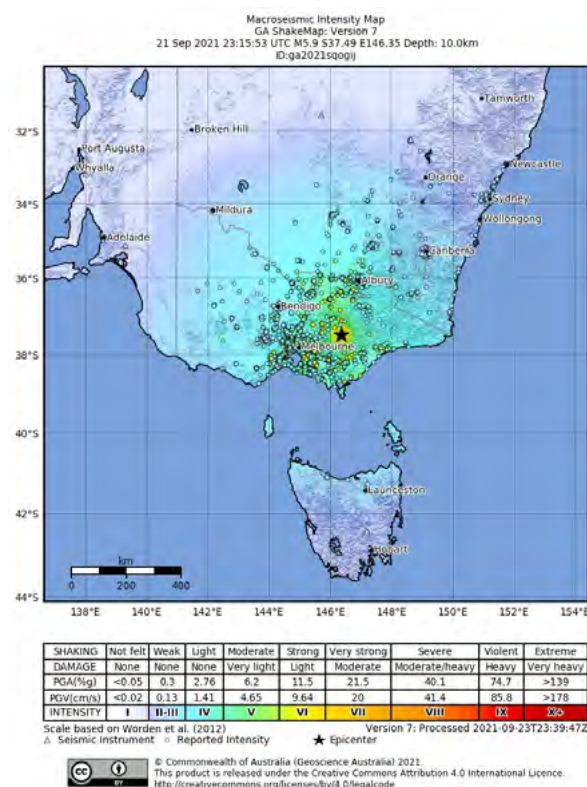 Macroseismic Intensity Map
GA ShakeMap: Version 7
21 Sep 2021 23:15:53 UTC M5.9 S37.49 E146.35 Depth: 10.0km
ID:ga2021sqogij
Tamworth
32°S
Broken Hill
Port Augusta
Whyalla
Newcastle
Orange
34°S
Mildura
Sydney
Wollongong
Adelaide
Canberra
36°S
Albury
Bendigo
38°S
Melbourne
40°S
Launceston
42°S
Hobart
km
0 200 400
44°S
138°E 140°E 142°E 144°E 146°E 148°E 150°E 152°E 154°E
SHAKING Not felt Weak Light Moderate Strong Very strong Severe Violent Extreme
DAMAGE None None None Very light Light Moderate Moderate/heavy Heavy Very heavy
PGA(%g) <0.05 0.3 2.76 6.2 11.5 21.5 40.1 74.7 >139
PGV(cm/s) <0.02 0.13 1.41 4.65 9.64 20 41.4 85.8 >178
INTENSITY I II-III IV V VI VII VIII IX X+
Scale based on Worden et al. (2012) Version 7: Processed 2021-09-23T23:39:47Z
△ Seismic Instrument ○ Reported Intensity ★ Epicenter
cc BY © Commonwealth of Australia (Geoscience Australia) 2021.
This product is released under the Creative Commons Attribution 4.0 International Licence.
http://creativecommons.org/licenses/by/4.0/legalcode